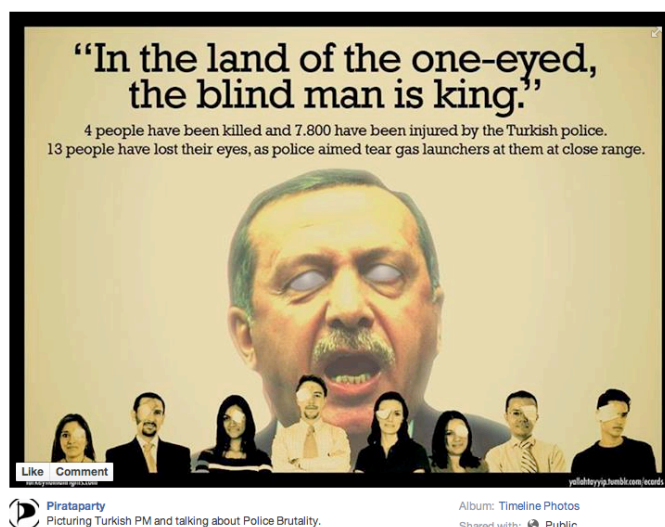 “In the land of the one-eyed,
the blind man is king.”
4 people have been killed and 7.800 have been injured by the Turkish police.
13 people have lost their eyes, as police aimed tear gas launchers at them at close range.
Like Comment
yallahtayyip.tumblr.com/ecards
Pirataparty
Picturing Turkish PM and talking about Police Brutality.
Album: Timeline Photos
Shared with: Public